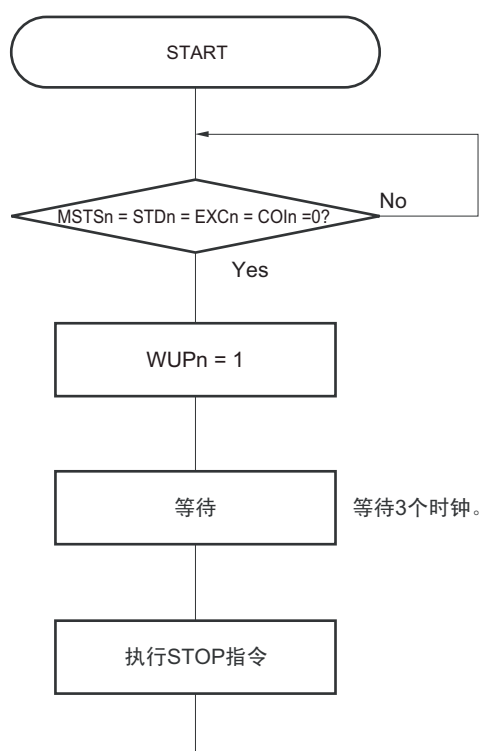 START
MSTSn = STDn = EXCn = COIn =0?
No
Yes
WUPn = 1
等待
等待3个时钟。
执行STOP指令